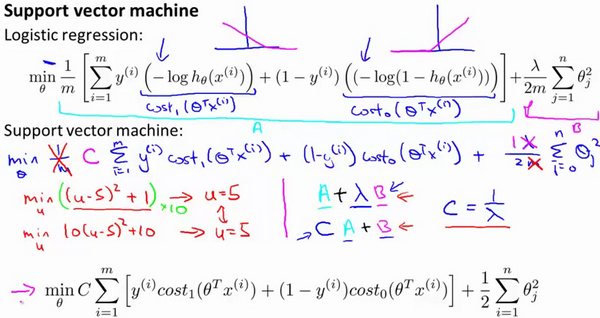 Support vector machine
Logistic regression:
min_θ 1/m [ Σ_{i=1}^{m} y^{(i)} (−log h_θ(x^{(i)})) + (1 − y^{(i)}) ((−log(1 − h_θ(x^{(i)})))) ] + λ/2m Σ_{j=1}^{n} θ_j^2
cost_1(θ^T x^{(i)}) cost_0(θ^T x^{(i)})
A B
Support vector machine:
min_θ 1/m C Σ_{i=1}^{m} y^{(i)} cost_1(θ^T x^{(i)}) + (1−y^{(i)}) cost_0(θ^T x^{(i)}) + 1 λ/2m Σ_{i=0}^{n} θ_j^2
min_u ((u−5)^2 + 1) ×10 → u=5 A + λ B ← C = 1/λ
min_u 10(u−5)^2+10 → u=5 → C A + B ←
⇒ min_θ C Σ_{i=1}^{m} [ y^{(i)} cost_1(θ^T x^{(i)}) + (1 − y^{(i)}) cost_0(θ^T x^{(i)}) ] + 1/2 Σ_{i=1}^{n} θ_j^2